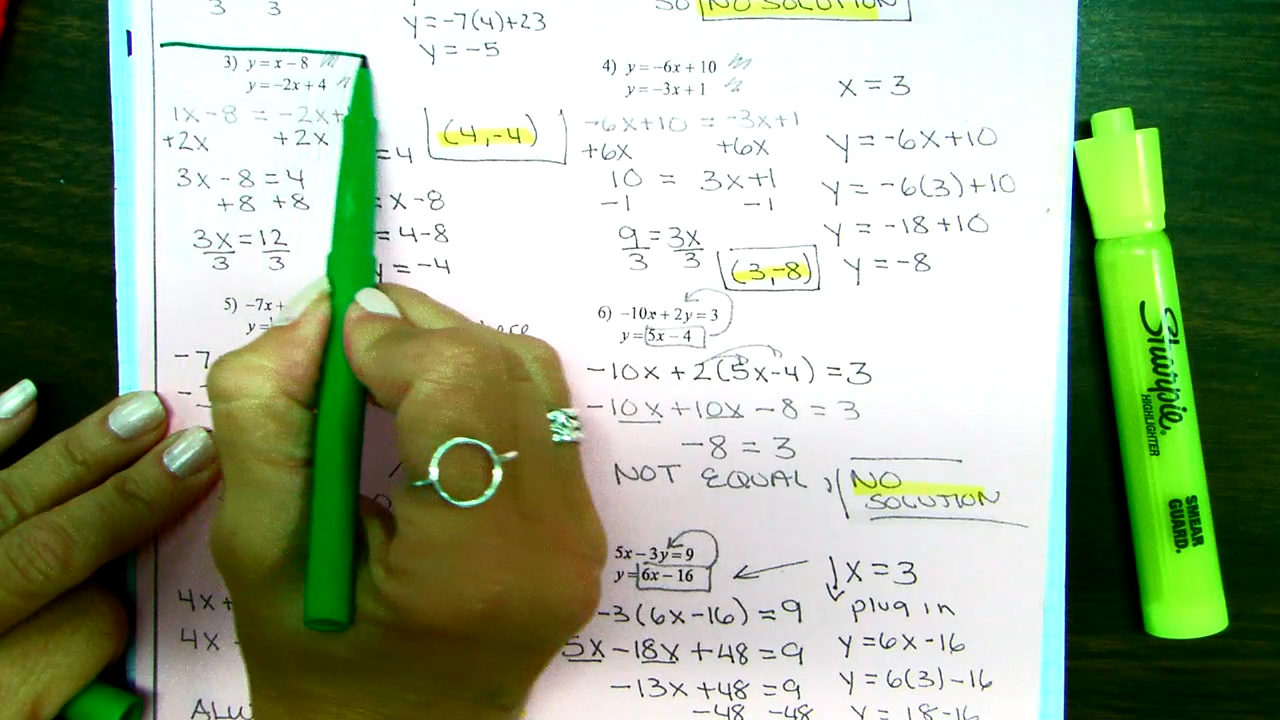 3 3
y = -7(4)+23
y = -5
SO NO SOLUTION
3) y = x - 8
y = -2x + 4
1x - 8 = -2x+
+2x +2x
3x - 8 = 4
+8 +8
3x = 12
3 3
= 4
= x - 8
= 4 - 8
y = -4
(4,-4)
4) y = -6x + 10
y = -3x + 1
-6x+10 = -3x+1
+6x +6x
10 = 3x+1
-1 -1
9 = 3x
3 3
(3,-8)
x = 3
y = -6x+10
y = -6(3)+10
y = -18+10
y = -8
5) -7x +
y =
-7
4x +
4x
6) -10x + 2y = 3
y = 5x - 4
-10x + 2(5x-4) = 3
-10x + 10x - 8 = 3
-8 = 3
NOT EQUAL, NO
SOLUTION
5x - 3y = 9
y = 6x - 16
-3(6x-16) = 9
5x - 18x + 48 = 9
-13x + 48 = 9
-48 -48
x = 3
plug in
y = 6x - 16
y = 6(3) - 16
y = 18-16
Sharpie
HIGHLIGHTER
SMEAR
GUARD.